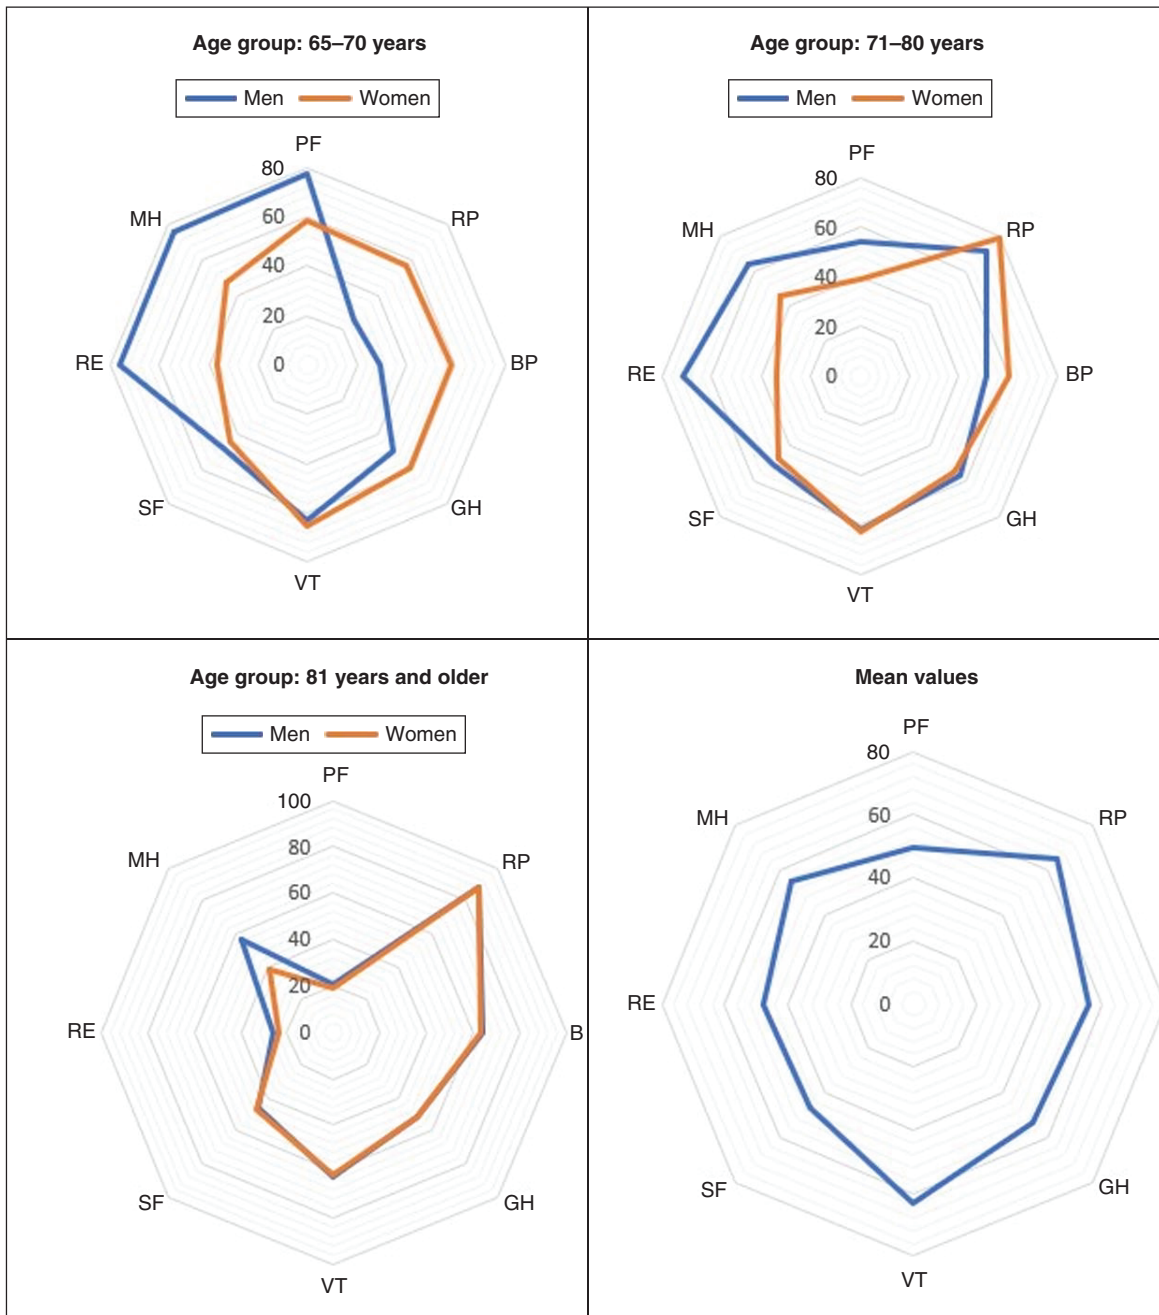 Age group: 65–70 years
Men Women
PF
80
MH RP
60
40
20
RE 0 BP
SF GH
VT
Age group: 71–80 years
Men Women
PF
80
MH RP
60
40
20
RE 0 BP
SF GH
VT
Age group: 81 years and older
Men Women
PF
100
80
MH RP
60
40
20
RE 0 B
SF GH
VT
Mean values
PF
80
MH RP
60
40
20
RE 0
SF GH
VT